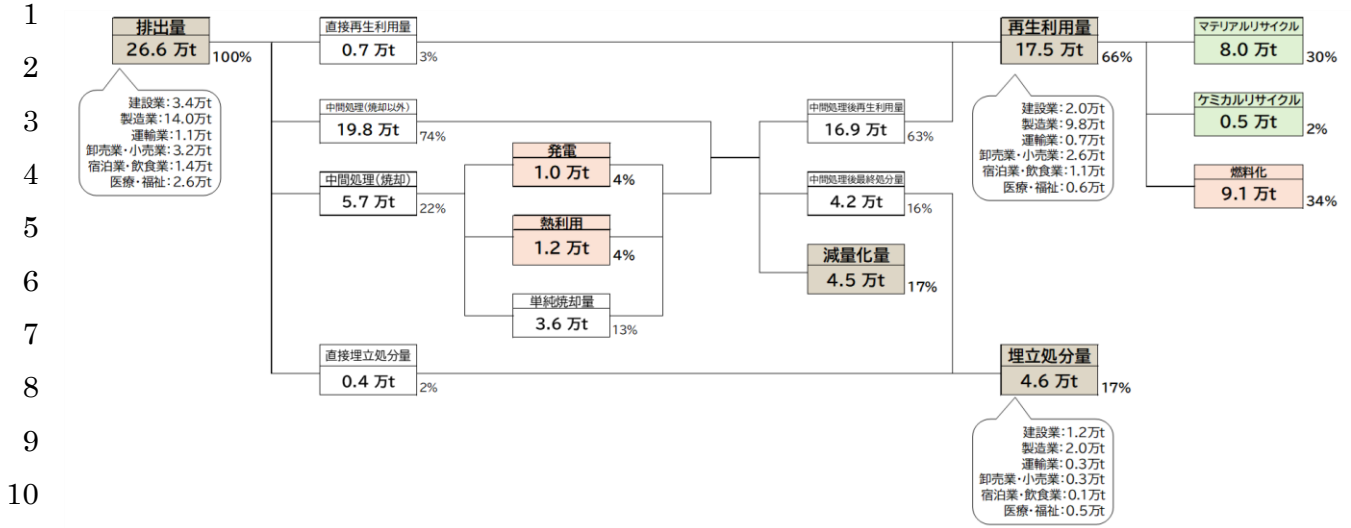 1
2
3
4
5
6
7
8
9
10
排出量
26.6 万t
100%
建設業:3.4万t
製造業:14.0万t
運輸業:1.1万t
卸売業・小売業:3.2万t
宿泊業・飲食業:1.4万t
医療・福祉:2.6万t
直接再生利用量
0.7 万t
3%
中間処理(焼却以外)
19.8 万t
74%
中間処理(焼却)
5.7 万t
22%
直接埋立処分量
0.4 万t
2%
発電
1.0 万t
4%
熱利用
1.2 万t
4%
単純焼却量
3.6 万t
13%
中間処理後再生利用量
16.9 万t
63%
中間処理後最終処分量
4.2 万t
16%
減量化量
4.5 万t
17%
再生利用量
17.5 万t
66%
建設業:2.0万t
製造業:9.8万t
運輸業:0.7万t
卸売業・小売業:2.6万t
宿泊業・飲食業:1.1万t
医療・福祉:0.6万t
埋立処分量
4.6 万t
17%
建設業:1.2万t
製造業:2.0万t
運輸業:0.3万t
卸売業・小売業:0.3万t
宿泊業・飲食業:0.1万t
医療・福祉:0.5万t
マテリアルリサイクル
8.0 万t
30%
ケミカルリサイクル
0.5 万t
2%
燃料化
9.1 万t
34%